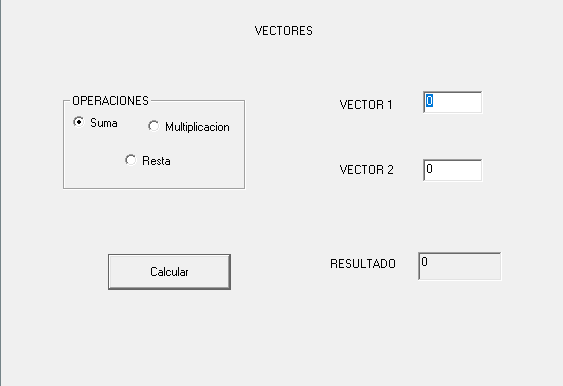 VECTORES
OPERACIONES
Suma
Multiplicacion
Resta
VECTOR 1
0
VECTOR 2
0
Calcular
RESULTADO
0